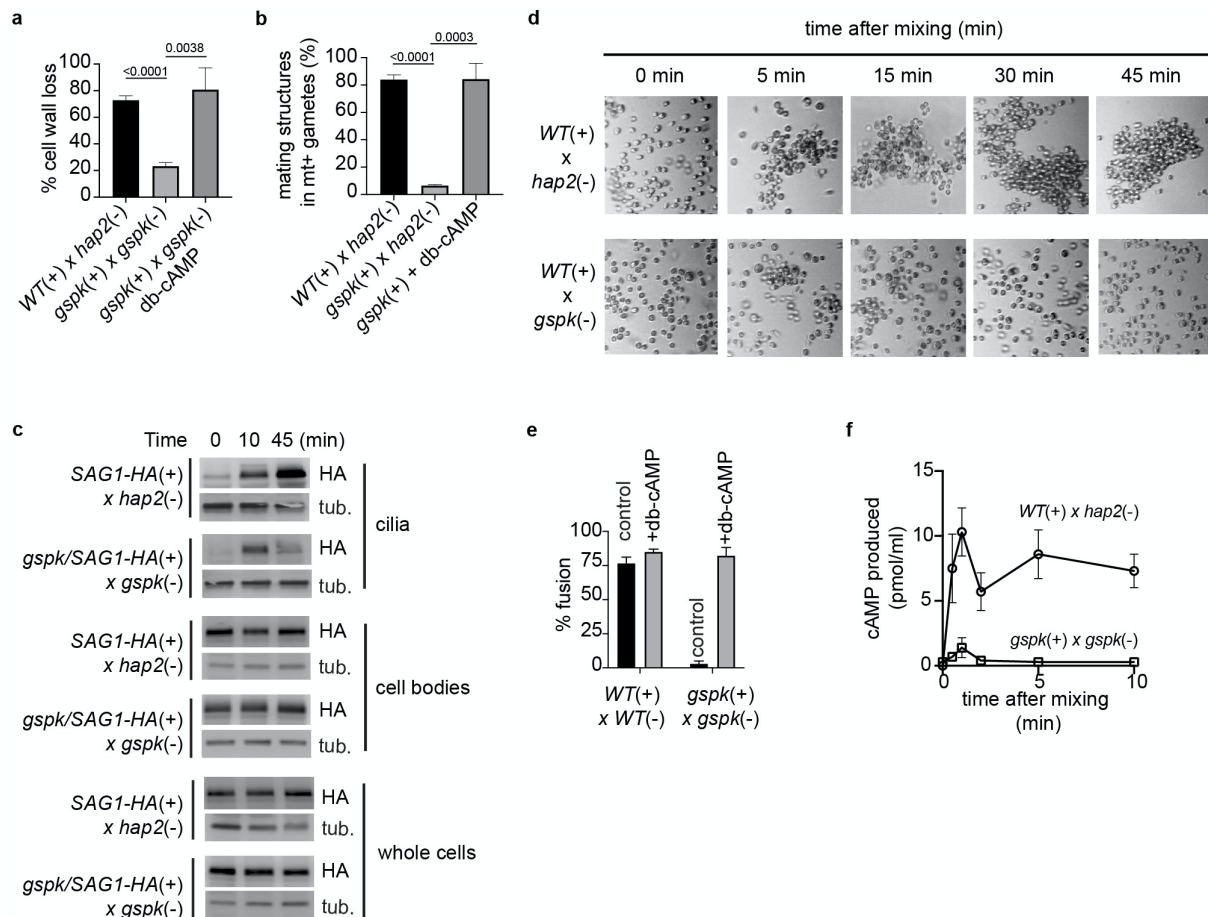 a
% cell wall loss
100
80
60
40
20
0
<0.0001
0.0038
WT(+) x hap2(-)
gspk(+) x gspk(-)
gspk(+) x gspk(-)
db-cAMP
b
mating structures
in mt+ gametes (%)
100
80
60
40
20
0
<0.0001
0.0003
WT(+) x hap2(-)
gspk(+) x hap2(-)
gspk(+) + db-cAMP
d
time after mixing (min)
0 min
5 min
15 min
30 min
45 min
WT(+)
x
hap2(-)
WT(+)
x
gspk(-)
c
Time 0 10 45 (min)
SAG1-HA(+)
x hap2(-)
HA
tub.
gspk/SAG1-HA(+)
x gspk(-)
HA
tub.
cilia
SAG1-HA(+)
x hap2(-)
HA
tub.
gspk/SAG1-HA(+)
x gspk(-)
HA
tub.
cell bodies
SAG1-HA(+)
x hap2(-)
HA
tub.
gspk/SAG1-HA(+)
x gspk(-)
HA
tub.
whole cells
e
% fusion
100
75
50
25
0
control
+db-cAMP
control
+db-cAMP
WT(+)
x WT(-)
gspk(+)
x gspk(-)
f
cAMP produced
(pmol/ml)
15
10
5
0
WT(+) x hap2(-)
gspk(+) x gspk(-)
0
5
10
time after mixing
(min)